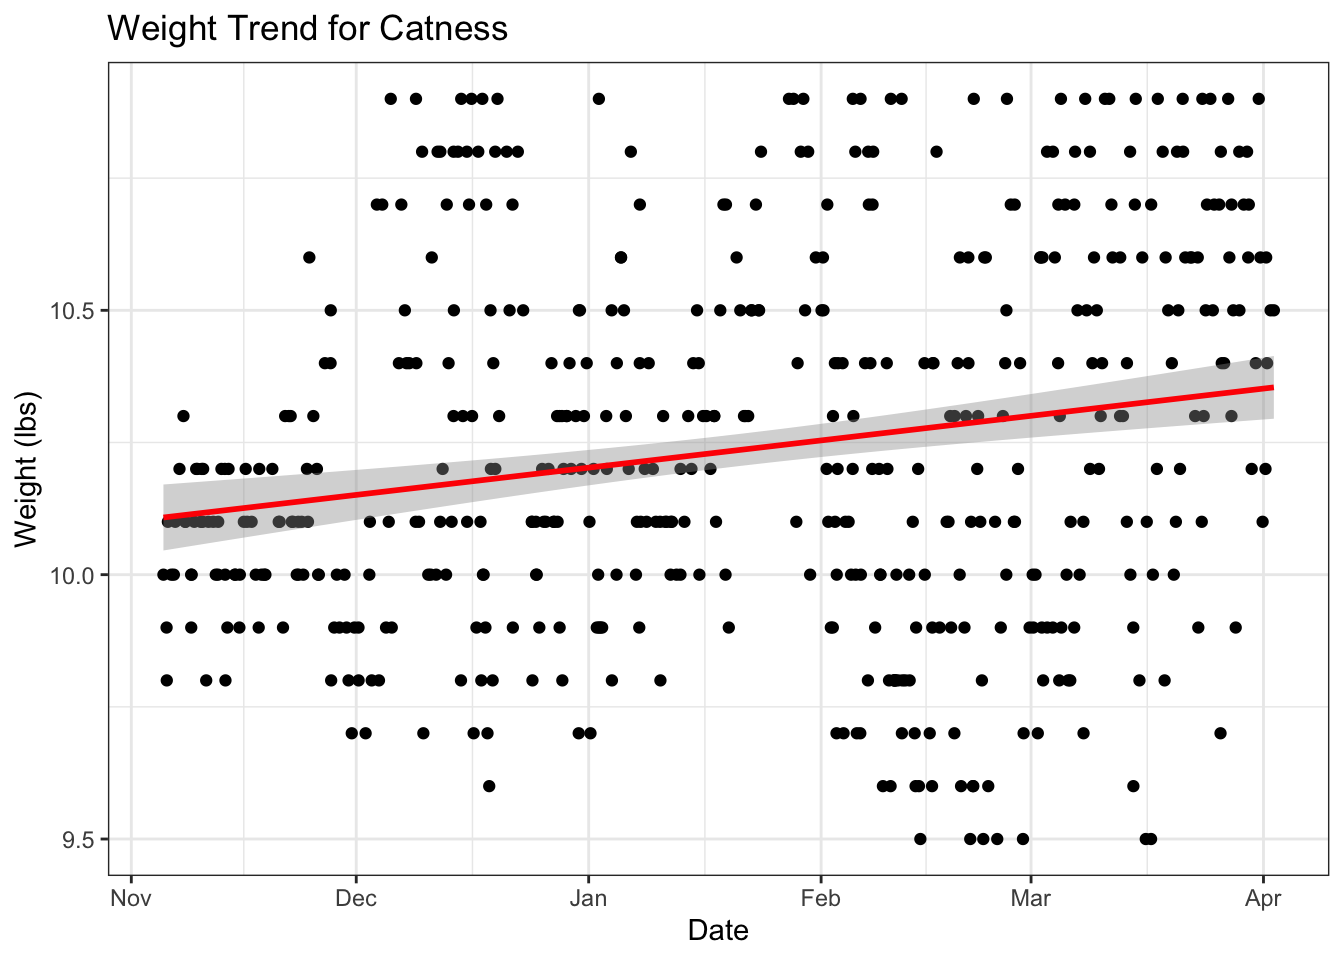 Weight Trend for Catness
Weight (lbs)
10.5
10.0
9.5
Nov Dec Jan Feb Mar Apr
Date